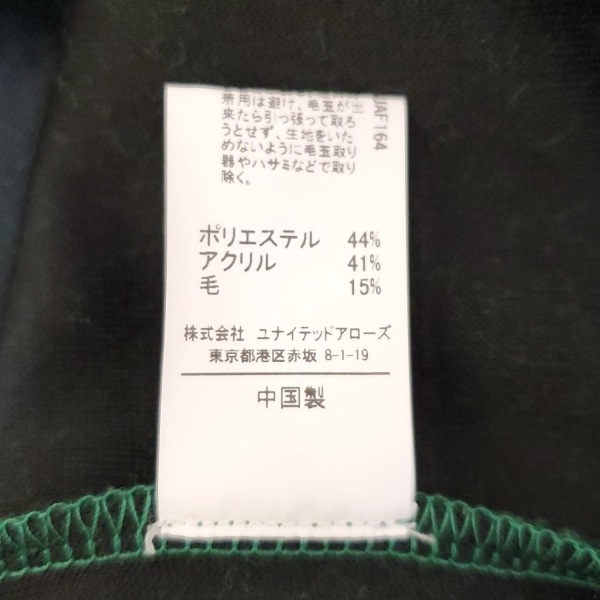 着用は避け、毛玉が出
来たら引っ張って取ろ
うとせず、生地をいた
めないように毛玉取り
器やハサミなどで取り
除く。
JAF164
ポリエステル 44%
アクリル 41%
毛 15%
株式会社 ユナイテッドアローズ
東京都港区赤坂 8-1-19
中国製